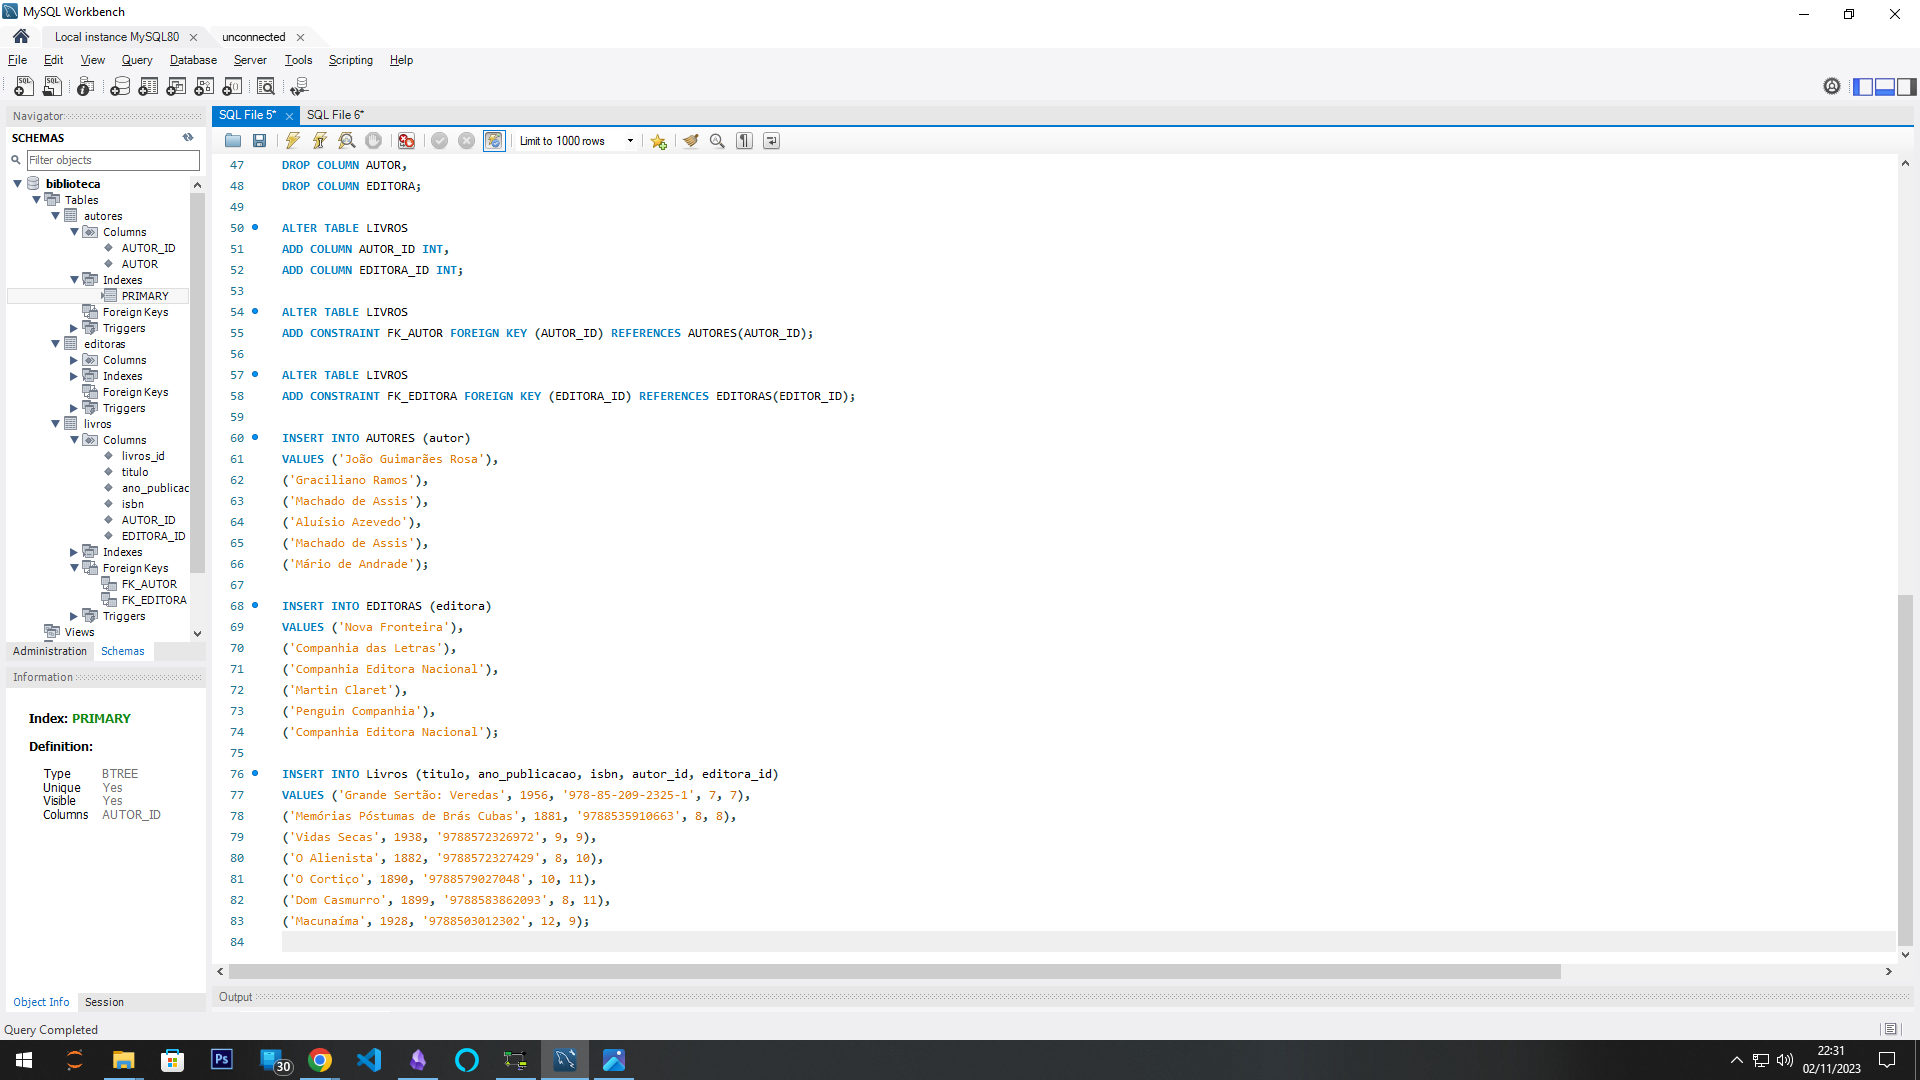 MySQL Workbench
Local instance MySQL80
unconnected
File Edit View Query Database Server Tools Scripting Help
Navigator
SCHEMAS
Filter objects
biblioteca
Tables
autores
Columns
AUTOR_ID
AUTOR
Indexes
PRIMARY
Foreign Keys
Triggers
editoras
Columns
Indexes
Foreign Keys
Triggers
livros
Columns
livros_id
titulo
ano_publicac
isbn
AUTOR_ID
EDITORA_ID
Indexes
Foreign Keys
FK_AUTOR
FK_EDITORA
Triggers
Views
Administration Schemas
Information
Index: PRIMARY
Definition:
Type BTREE
Unique Yes
Visible Yes
Columns AUTOR_ID
Object Info Session
SQL File 5* SQL File 6*
Limit to 1000 rows
47 DROP COLUMN AUTOR,
48 DROP COLUMN EDITORA;
49
50 ALTER TABLE LIVROS
51 ADD COLUMN AUTOR_ID INT,
52 ADD COLUMN EDITORA_ID INT;
53
54 ALTER TABLE LIVROS
55 ADD CONSTRAINT FK_AUTOR FOREIGN KEY (AUTOR_ID) REFERENCES AUTORES(AUTOR_ID);
56
57 ALTER TABLE LIVROS
58 ADD CONSTRAINT FK_EDITORA FOREIGN KEY (EDITORA_ID) REFERENCES EDITORAS(EDITOR_ID);
59
60 INSERT INTO AUTORES (autor)
61 VALUES ('João Guimarães Rosa'),
62 ('Graciliano Ramos'),
63 ('Machado de Assis'),
64 ('Aluísio Azevedo'),
65 ('Machado de Assis'),
66 ('Mário de Andrade');
67
68 INSERT INTO EDITORAS (editora)
69 VALUES ('Nova Fronteira'),
70 ('Companhia das Letras'),
71 ('Companhia Editora Nacional'),
72 ('Martin Claret'),
73 ('Penguin Companhia'),
74 ('Companhia Editora Nacional');
75
76 INSERT INTO Livros (titulo, ano_publicacao, isbn, autor_id, editora_id)
77 VALUES ('Grande Sertão: Veredas', 1956, '978-85-209-2325-1', 7, 7),
78 ('Memórias Póstumas de Brás Cubas', 1881, '9788535910663', 8, 8),
79 ('Vidas Secas', 1938, '9788572326972', 9, 9),
80 ('O Alienista', 1882, '9788572327429', 8, 10),
81 ('O Cortiço', 1890, '9788579027048', 10, 11),
82 ('Dom Casmurro', 1899, '9788583862093', 8, 11),
83 ('Macunaíma', 1928, '9788503012302', 12, 9);
84
Output
Query Completed
Ps
30
22:31
02/11/2023